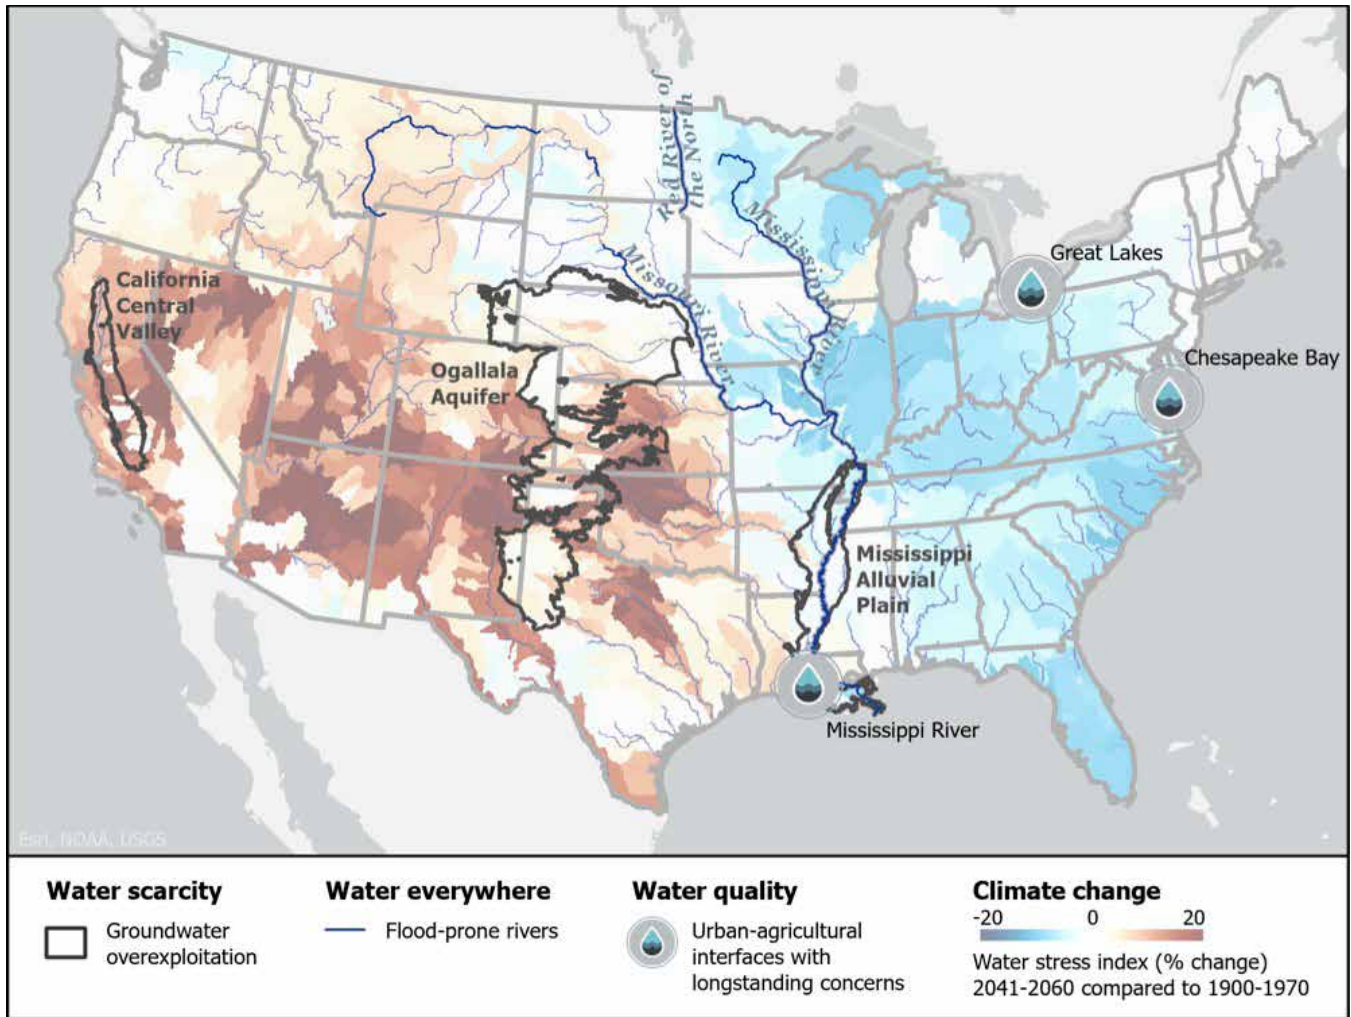 Red River of
the North
Mississippi River
Great Lakes
California
Central
Valley
Missouri River
Chesapeake Bay
Ogallala
Aquifer
Mississippi
Alluvial
Plain
Mississippi River
Esri, NOAA, USGS
Water scarcity
Groundwater
overexploitation
Water everywhere
Flood-prone rivers
Water quality
Urban-agricultural
interfaces with
longstanding concerns
Climate change
-20 0 20
Water stress index (% change)
2041-2060 compared to 1900-1970